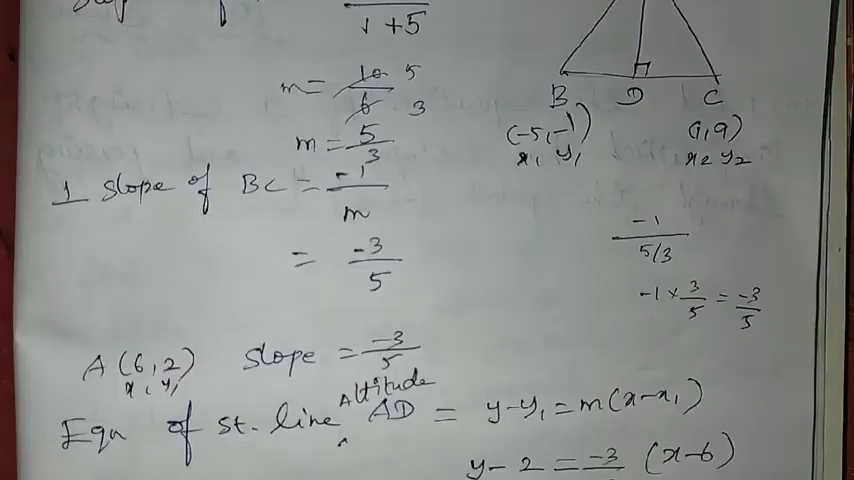 1+5
m = 10 5
6 3
m = 5/3
B D C
(-5,-1) (1,9)
x1 y1 x2 y2
⊥ slope of BC = -1/m
= -3/5
-1
5/3
-1 × 3/5 = -3/5
A(6,2) slope = -3/5
x1 y1
Altitude
Equ of st. line ^ AD = y-y1 = m(x-x1)
y-2 = -3 (x-6)